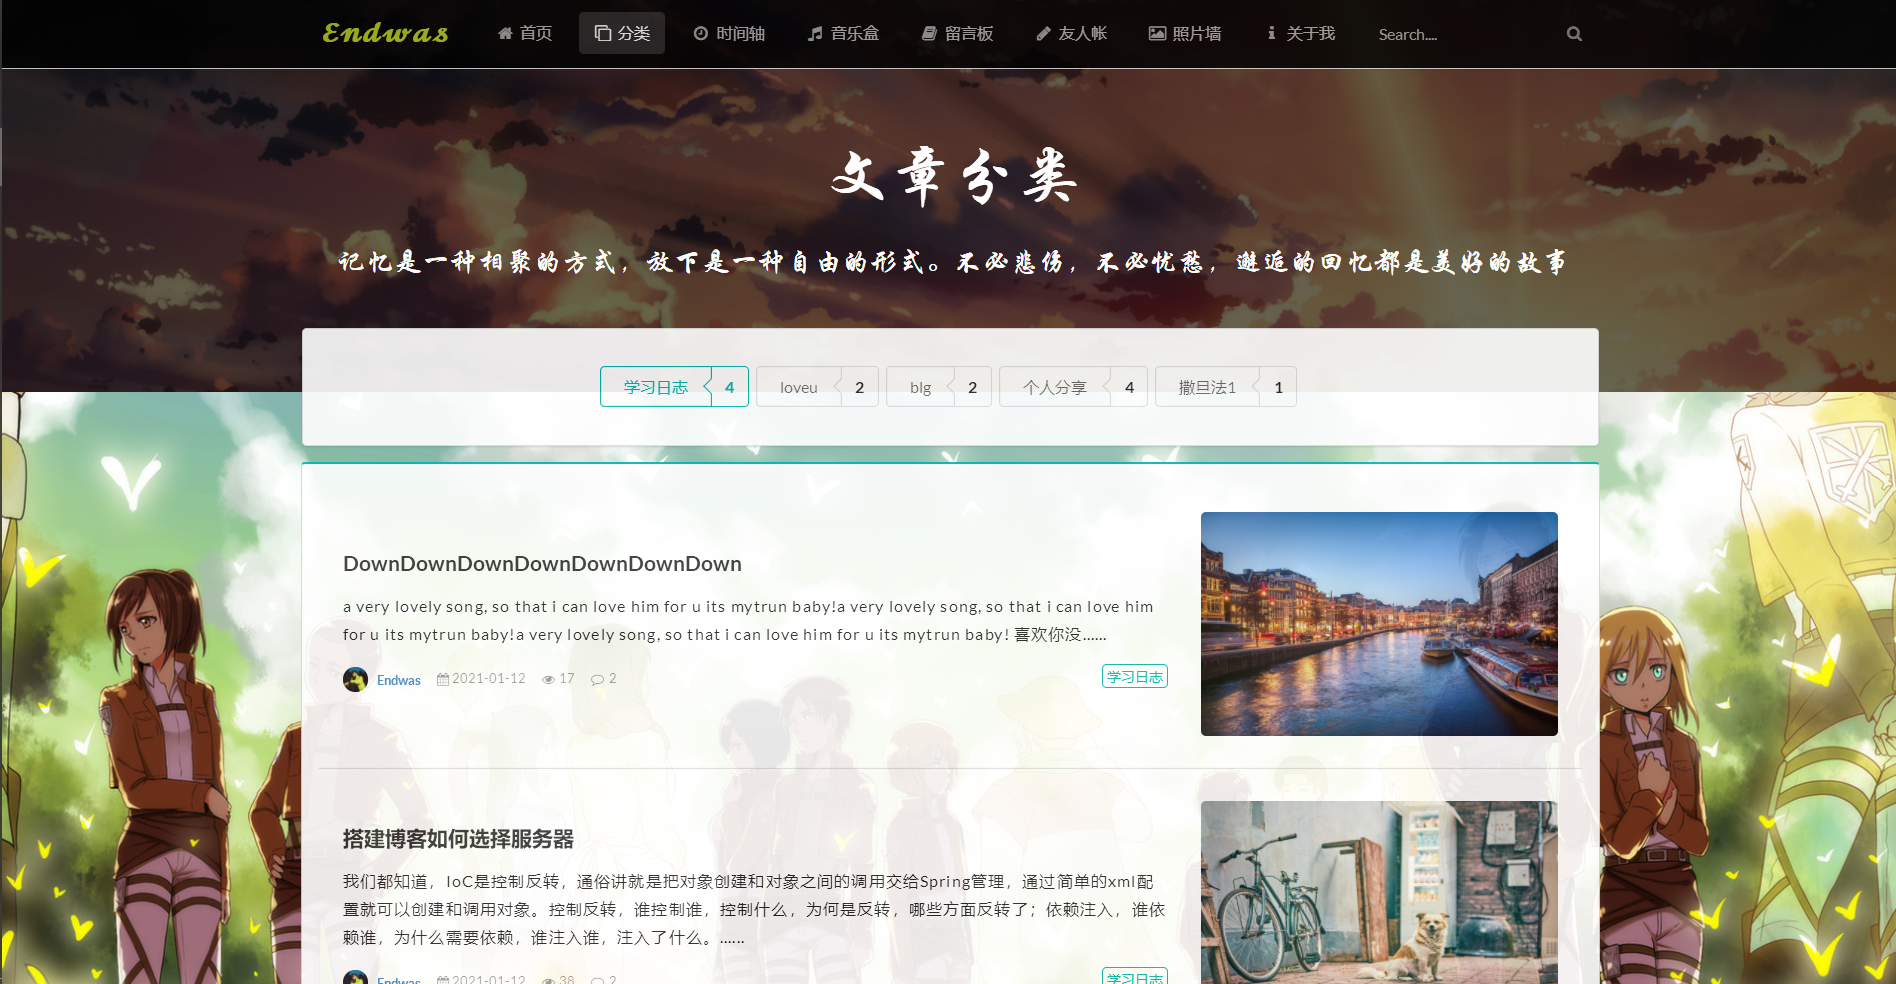 Endwas 首页 分类 时间轴 音乐盒 留言板 友人帐 照片墙 关于我 Search....
文章分类
记忆是一种相聚的方式，放下是一种自由的形式。不必悲伤，不必忧愁，邂逅的回忆都是美好的故事
学习日志 4 loveu 2 blg 2 个人分享 4 撒旦法1 1
DownDownDownDownDownDownDown
a very lovely song, so that i can love him for u its mytrun baby!a very lovely song, so that i can love him
for u its mytrun baby!a very lovely song, so that i can love him for u its mytrun baby! 喜欢你没......
Endwas 2021-01-12 17 2 学习日志
搭建博客如何选择服务器
我们都知道，IoC是控制反转，通俗讲就是把对象创建和对象之间的调用交给Spring管理，通过简单的xml配
置就可以创建和调用对象。控制反转，谁控制谁，控制什么，为何是反转，哪些方面反转了；依赖注入，谁依
赖谁，为什么需要依赖，谁注入谁，注入了什么。......
Endwas 2021-01-12 38 2 学习日志